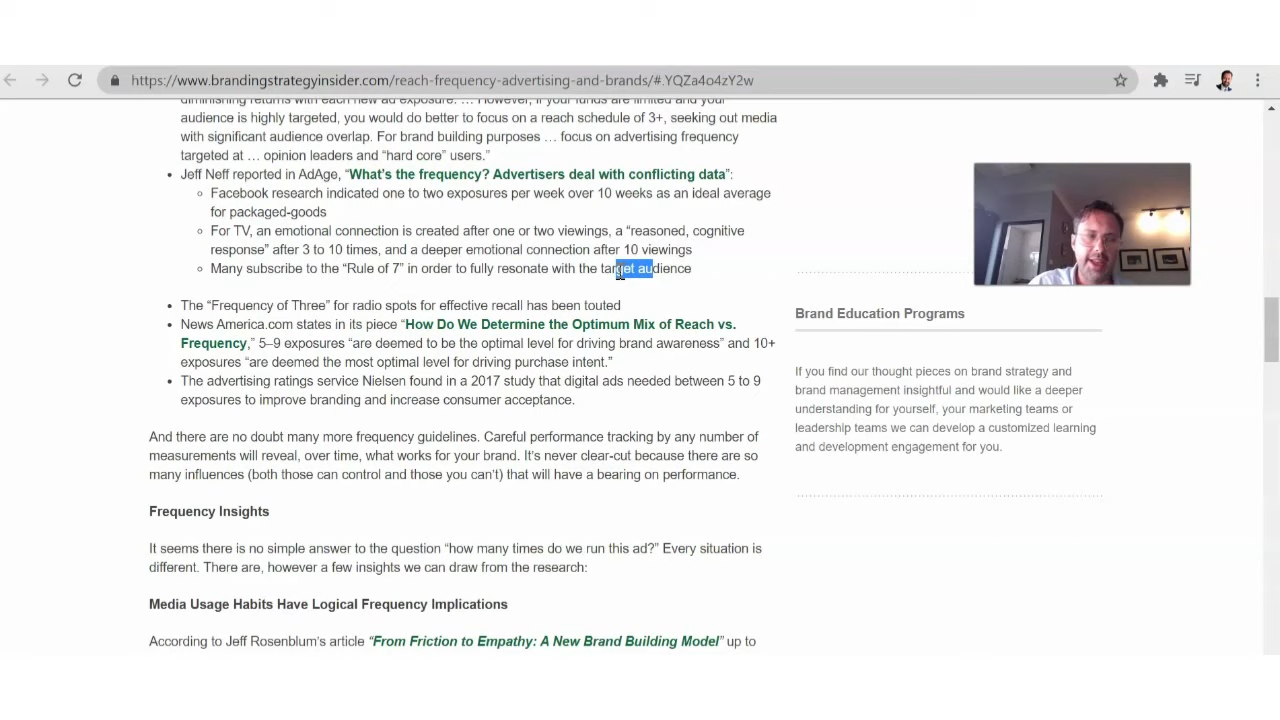 https://www.brandingstrategyinsider.com/reach-frequency-advertising-and-brands/#.YQZa4o4zY2w
diminishing returns with each new ad exposure. … However, if your funds are limited and your
audience is highly targeted, you would do better to focus on a reach schedule of 3+, seeking out media
with significant audience overlap. For brand building purposes … focus on advertising frequency
targeted at … opinion leaders and “hard core” users.”
• Jeff Neff reported in AdAge, “What’s the frequency? Advertisers deal with conflicting data”:
◦ Facebook research indicated one to two exposures per week over 10 weeks as an ideal average
for packaged-goods
◦ For TV, an emotional connection is created after one or two viewings, a “reasoned, cognitive
response” after 3 to 10 times, and a deeper emotional connection after 10 viewings
◦ Many subscribe to the “Rule of 7” in order to fully resonate with the target audience
• The “Frequency of Three” for radio spots for effective recall has been touted
• News America.com states in its piece “How Do We Determine the Optimum Mix of Reach vs.
Frequency,” 5–9 exposures “are deemed to be the optimal level for driving brand awareness” and 10+
exposures “are deemed the most optimal level for driving purchase intent.”
• The advertising ratings service Nielsen found in a 2017 study that digital ads needed between 5 to 9
exposures to improve branding and increase consumer acceptance.
And there are no doubt many more frequency guidelines. Careful performance tracking by any number of
measurements will reveal, over time, what works for your brand. It’s never clear-cut because there are so
many influences (both those can control and those you can’t) that will have a bearing on performance.
Frequency Insights
It seems there is no simple answer to the question “how many times do we run this ad?” Every situation is
different. There are, however a few insights we can draw from the research:
Media Usage Habits Have Logical Frequency Implications
According to Jeff Rosenblum’s article “From Friction to Empathy: A New Brand Building Model” up to
Brand Education Programs
If you find our thought pieces on brand strategy and
brand management insightful and would like a deeper
understanding for yourself, your marketing teams or
leadership teams we can develop a customized learning
and development engagement for you.